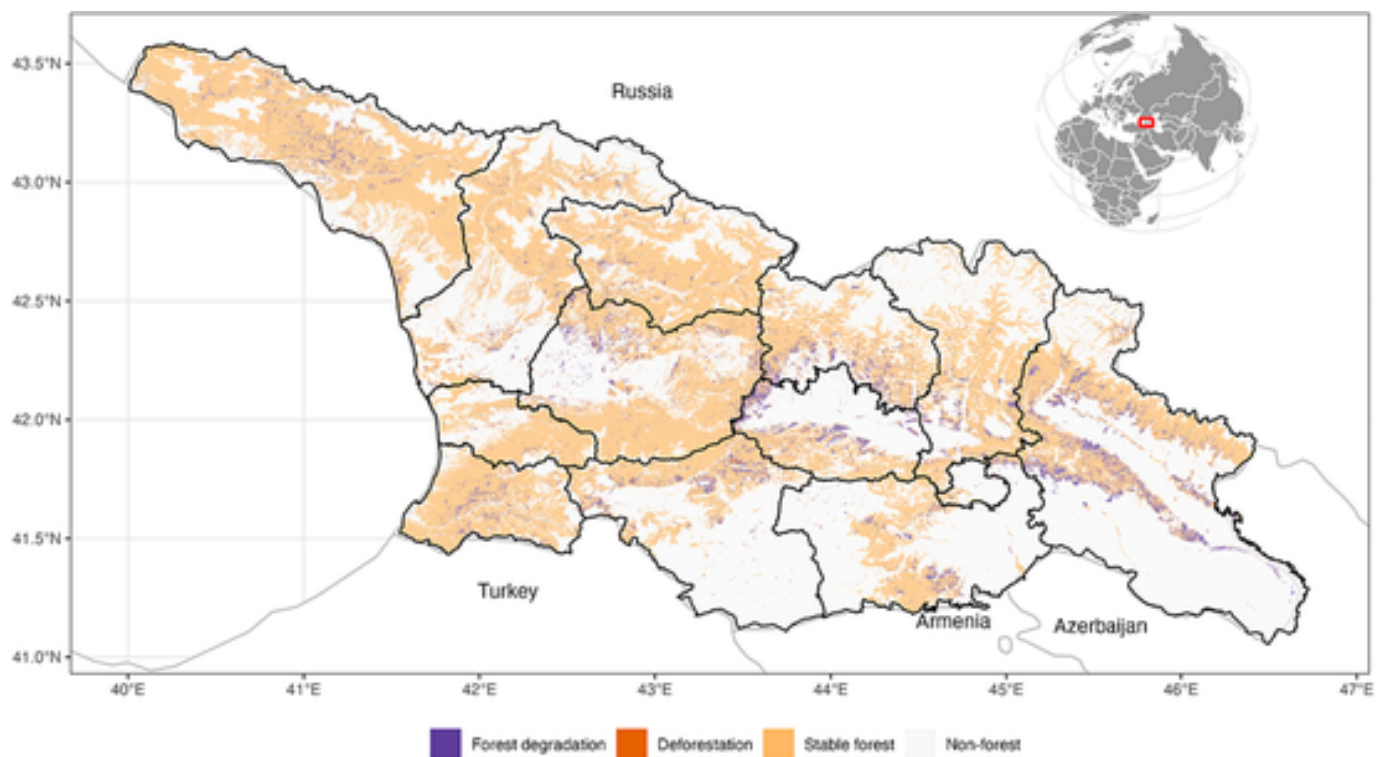 43.5°N
Russia
43.0°N
42.5°N
42.0°N
41.5°N
Turkey
Armenia
Azerbaijan
41.0°N
40°E 41°E 42°E 43°E 44°E 45°E 46°E 47°E
Forest degradation Deforestation Stable forest Non-forest